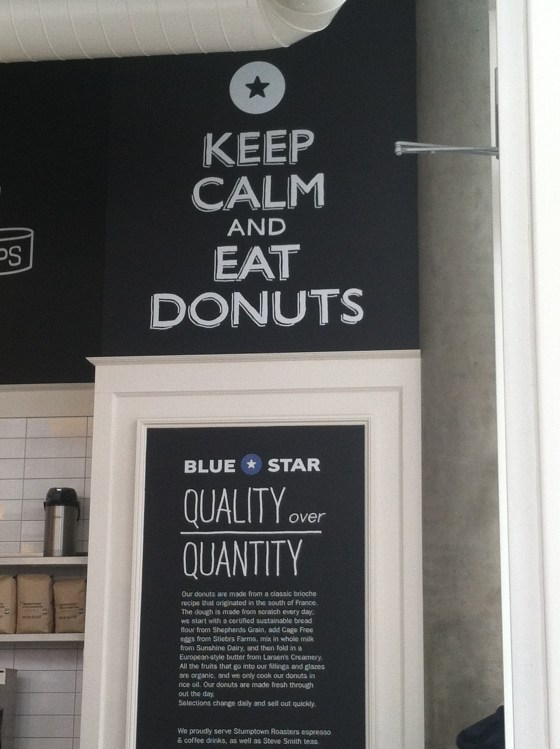 KEEP
CALM
AND
EAT
DONUTS
PS
BLUE STAR
QUALITY over
QUANTITY
Our donuts are made from a classic brioche
recipe that originated in the south of France.
The dough is made from scratch every day;
we start with a certified sustainable bread
flour from Shepherds Grain, add Cage Free
eggs from Stiebrs Farms, mix in whole milk
from Sunshine Dairy, and then fold in a
European-style butter from Larsen's Creamery.
All the fruits that go into our fillings and glazes
are organic, and we only cook our donuts in
rice oil. Our donuts are made fresh through
out the day.
Selections change daily and sell out quickly.
We proudly serve Stumptown Roasters espresso
& coffee drinks, as well as Steve Smith teas.